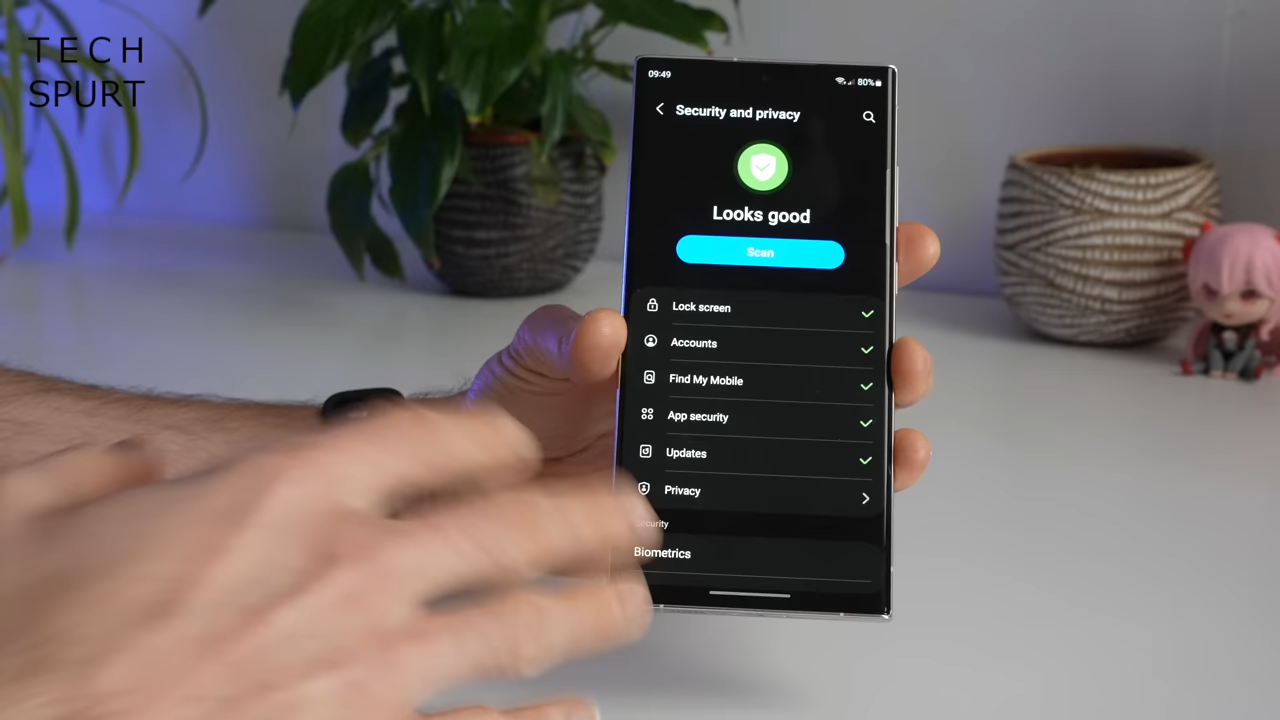 TECH
SPURT
09:49
80%
Security and privacy
Looks good
Scan
Lock screen
Accounts
Find My Mobile
App security
Updates
Privacy
Biometrics